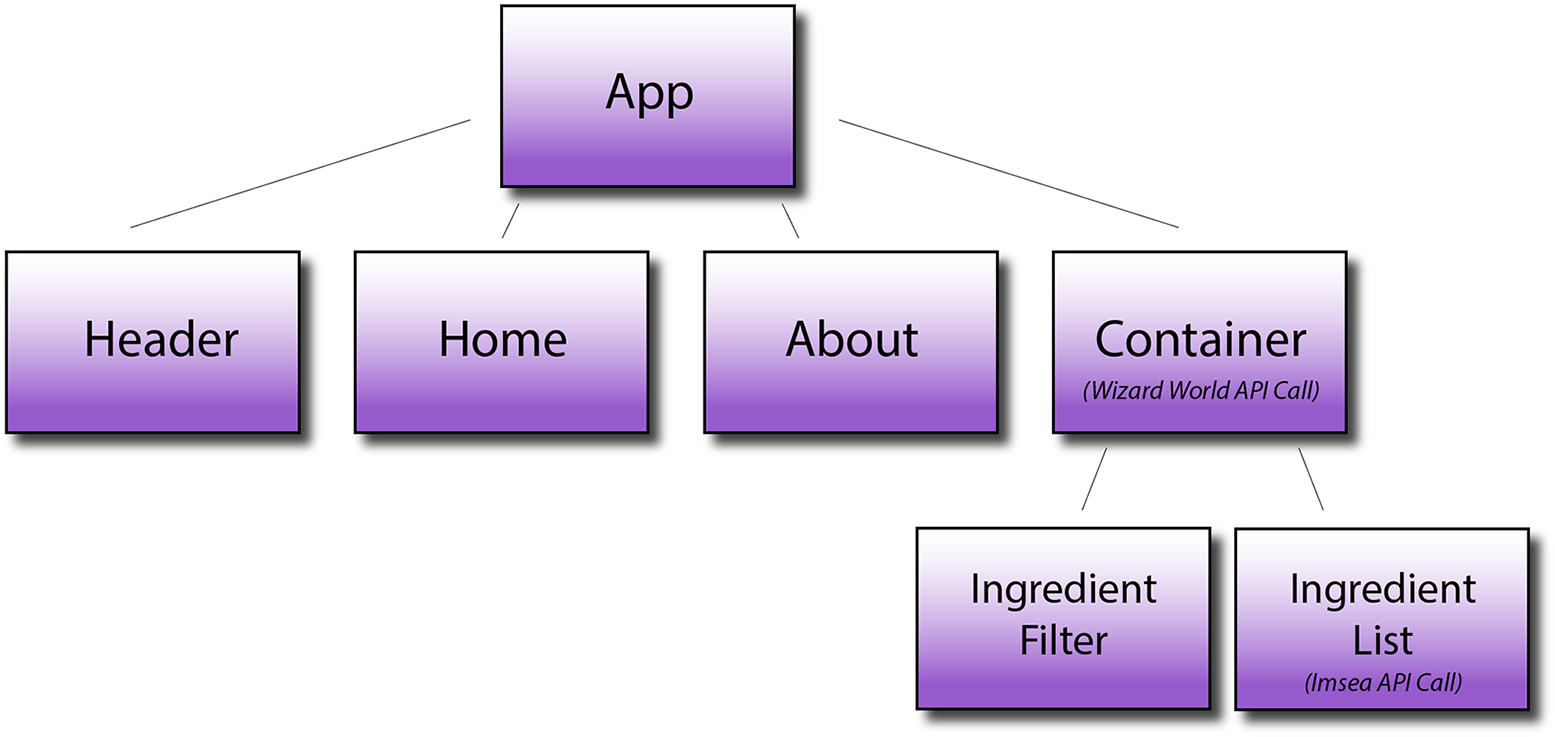 App
Header
Home
About
Container
(Wizard World API Call)
Ingredient
Filter
Ingredient
List
(Imsea API Call)